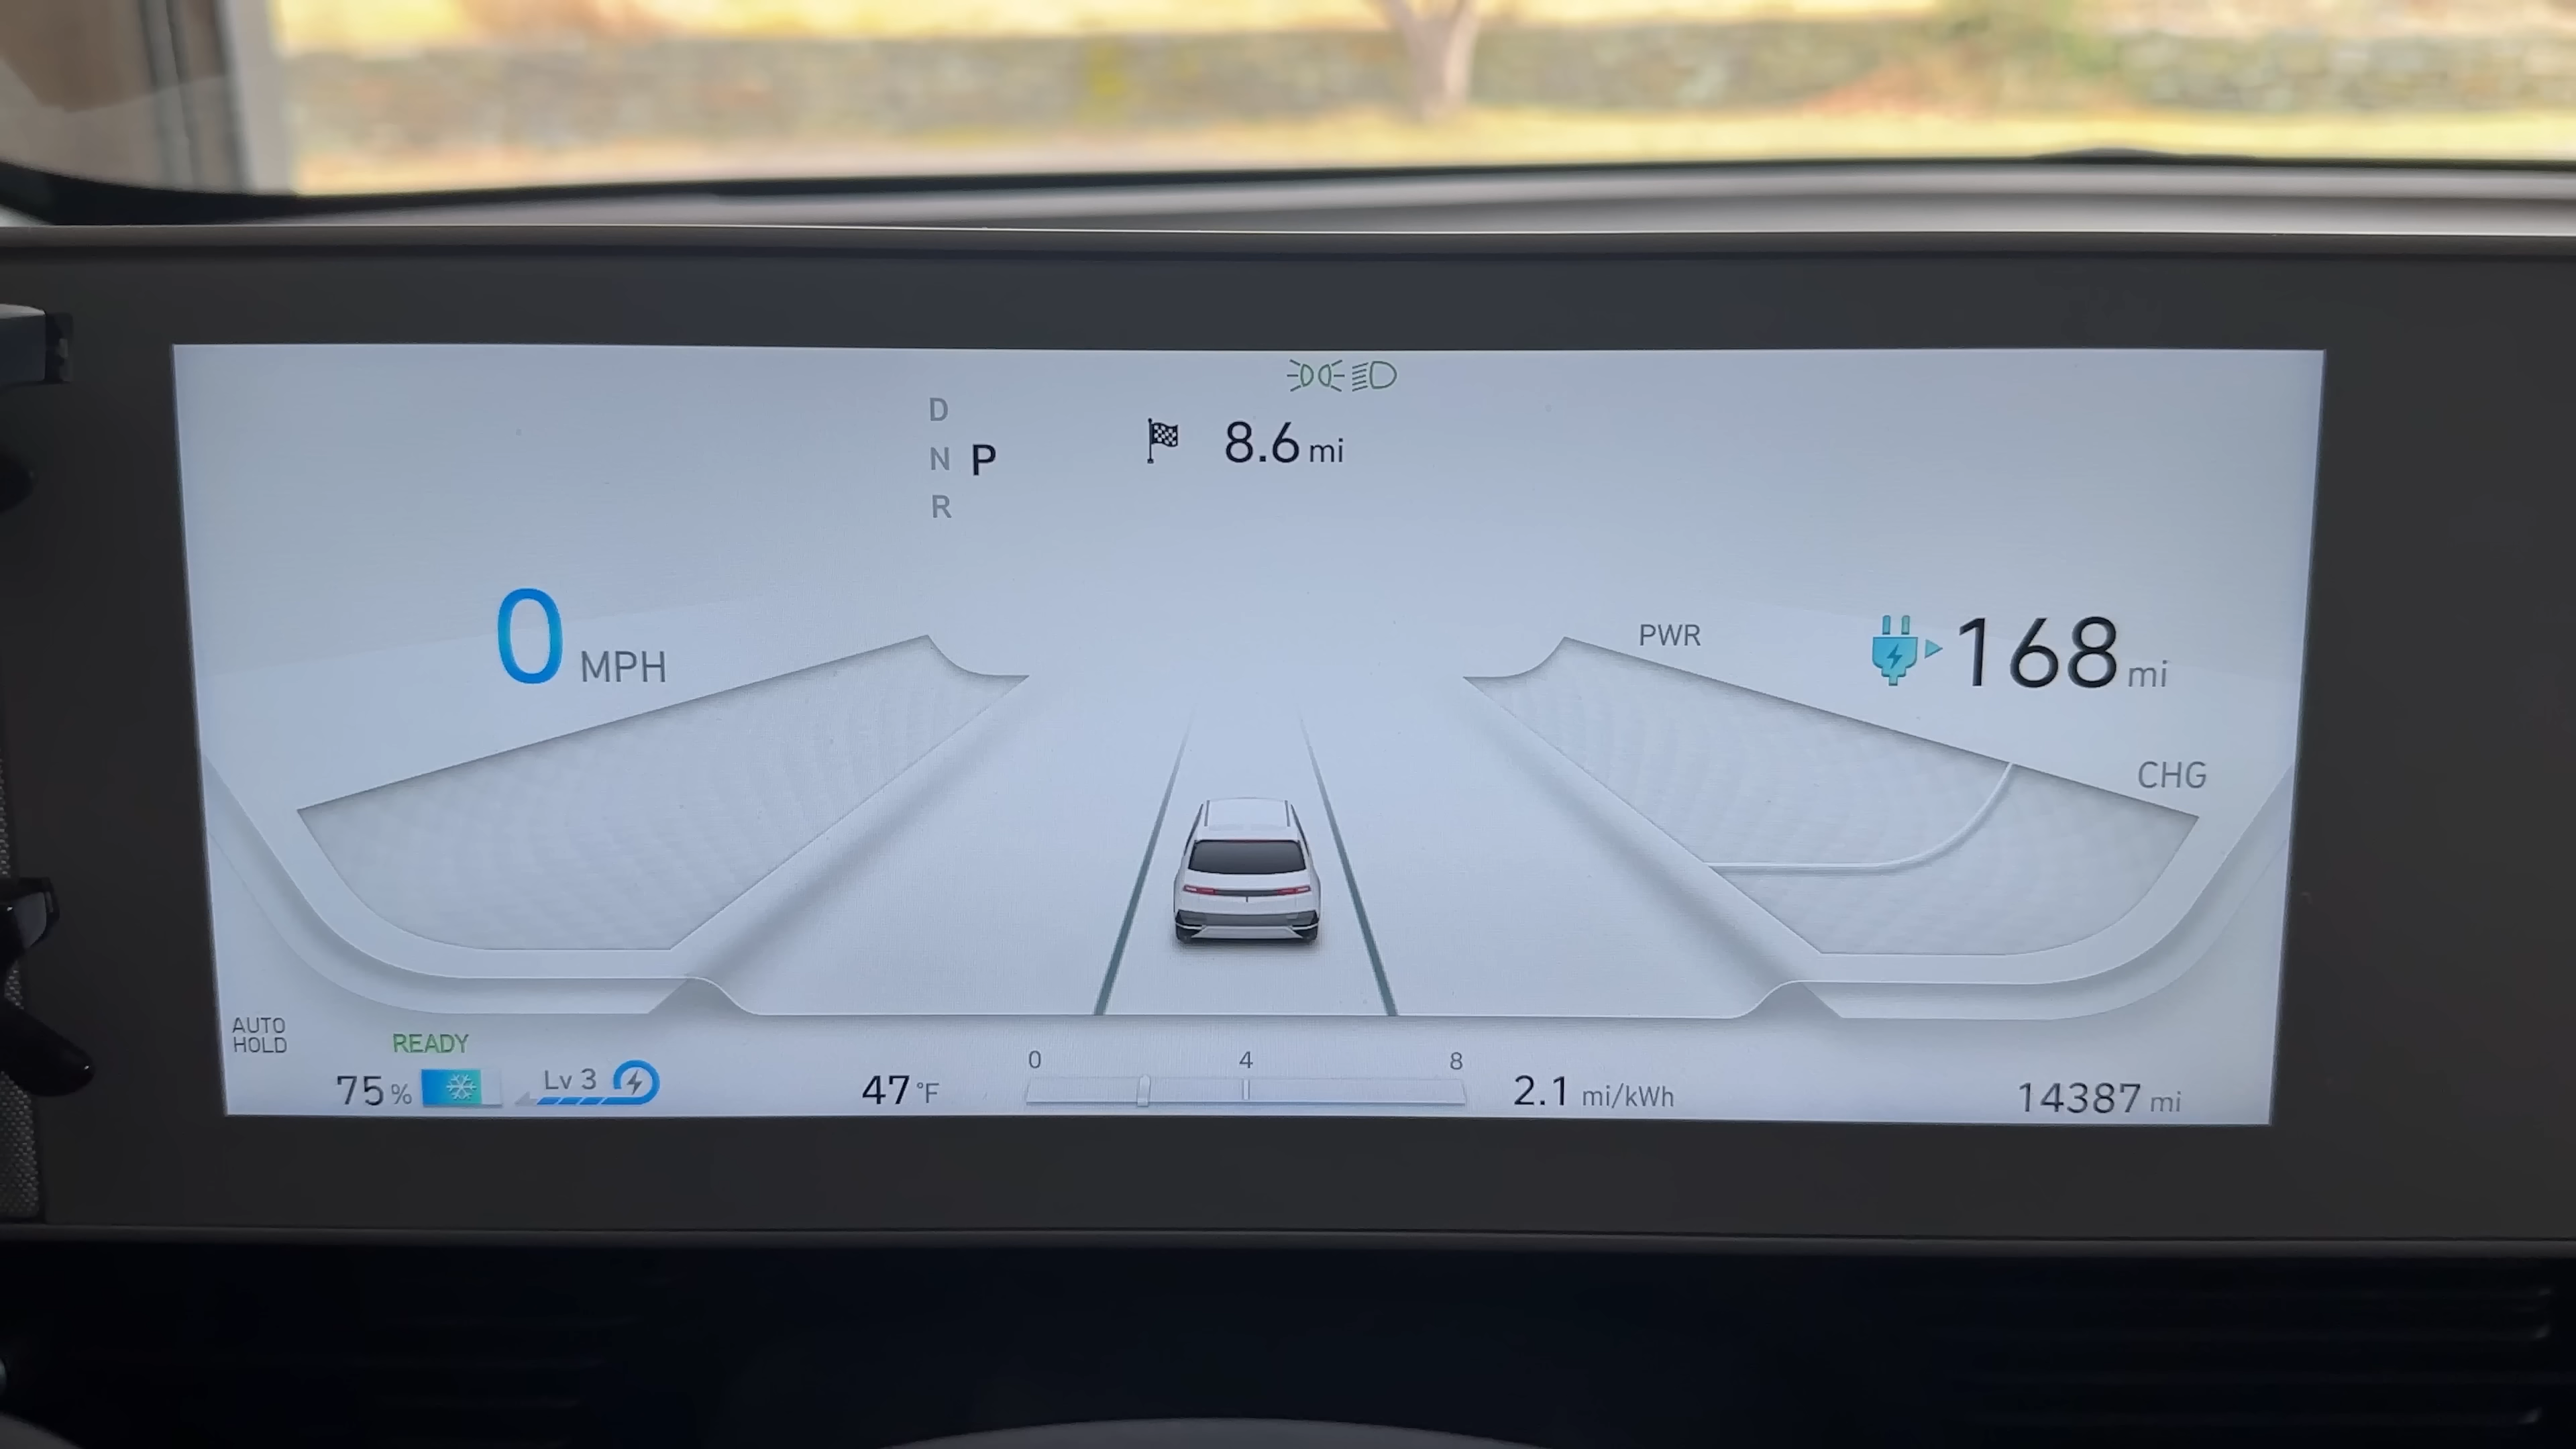 D
N P
R
8.6 mi
0 MPH
PWR
168 mi
CHG
AUTO
HOLD
READY
75 %
Lv 3
47 °F
0 4 8
2.1 mi/kWh
14387 mi